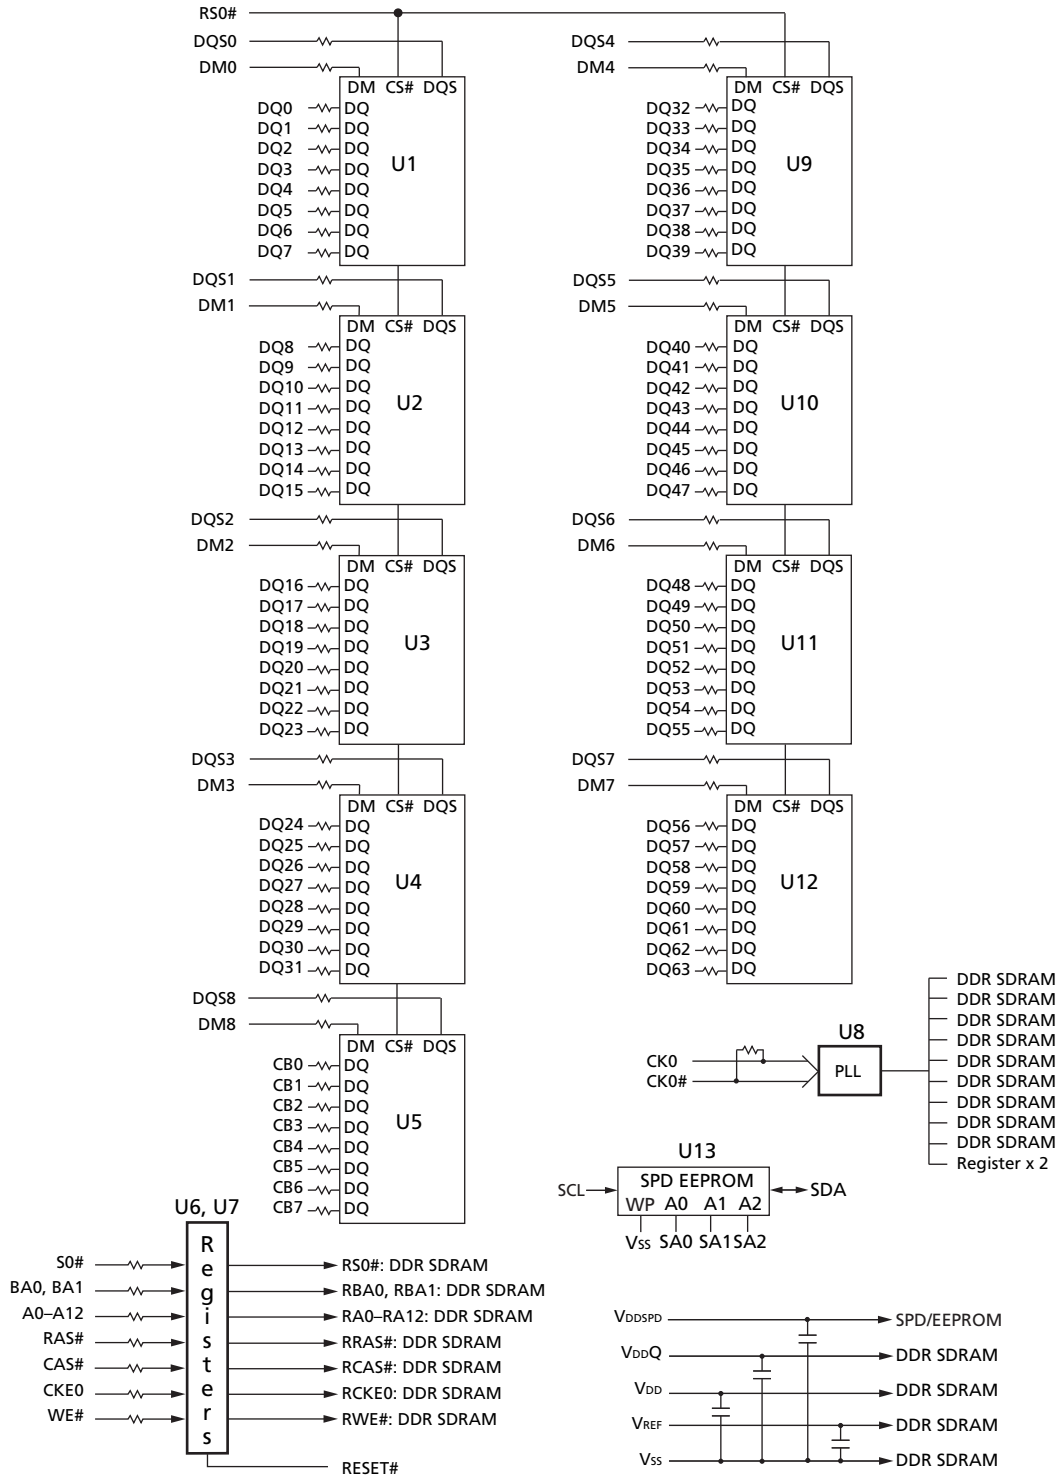 RS0#
DQS0
DM0
DM CS# DQS
DQ0 DQ
DQ1 DQ
DQ2 DQ
DQ3 DQ
DQ4 DQ
DQ5 DQ
DQ6 DQ
DQ7 DQ
U1
DQS1
DM1
DM CS# DQS
DQ8 DQ
DQ9 DQ
DQ10 DQ
DQ11 DQ
DQ12 DQ
DQ13 DQ
DQ14 DQ
DQ15 DQ
U2
DQS2
DM2
DM CS# DQS
DQ16 DQ
DQ17 DQ
DQ18 DQ
DQ19 DQ
DQ20 DQ
DQ21 DQ
DQ22 DQ
DQ23 DQ
U3
DQS3
DM3
DM CS# DQS
DQ24 DQ
DQ25 DQ
DQ26 DQ
DQ27 DQ
DQ28 DQ
DQ29 DQ
DQ30 DQ
DQ31 DQ
U4
DQS8
DM8
DM CS# DQS
CB0 DQ
CB1 DQ
CB2 DQ
CB3 DQ
CB4 DQ
CB5 DQ
CB6 DQ
CB7 DQ
U5
DQS4
DM4
DM CS# DQS
DQ32 DQ
DQ33 DQ
DQ34 DQ
DQ35 DQ
DQ36 DQ
DQ37 DQ
DQ38 DQ
DQ39 DQ
U9
DQS5
DM5
DM CS# DQS
DQ40 DQ
DQ41 DQ
DQ42 DQ
DQ43 DQ
DQ44 DQ
DQ45 DQ
DQ46 DQ
DQ47 DQ
U10
DQS6
DM6
DM CS# DQS
DQ48 DQ
DQ49 DQ
DQ50 DQ
DQ51 DQ
DQ52 DQ
DQ53 DQ
DQ54 DQ
DQ55 DQ
U11
DQS7
DM7
DM CS# DQS
DQ56 DQ
DQ57 DQ
DQ58 DQ
DQ59 DQ
DQ60 DQ
DQ61 DQ
DQ62 DQ
DQ63 DQ
U12
U8
CK0
CK0#
PLL
DDR SDRAM
DDR SDRAM
DDR SDRAM
DDR SDRAM
DDR SDRAM
DDR SDRAM
DDR SDRAM
DDR SDRAM
DDR SDRAM
Register x 2
U13
SPD EEPROM
SCL
SDA
WP A0 A1 A2
VSS SA0 SA1 SA2
U6, U7
Registers
S0# RS0#: DDR SDRAM
BA0, BA1 RBA0, RBA1: DDR SDRAM
A0–A12 RA0–RA12: DDR SDRAM
RAS# RRAS#: DDR SDRAM
CAS# RCAS#: DDR SDRAM
CKE0 RCKE0: DDR SDRAM
WE# RWE#: DDR SDRAM
RESET#
VDDSPD SPD/EEPROM
VDDQ DDR SDRAM
VDD DDR SDRAM
VREF DDR SDRAM
VSS DDR SDRAM